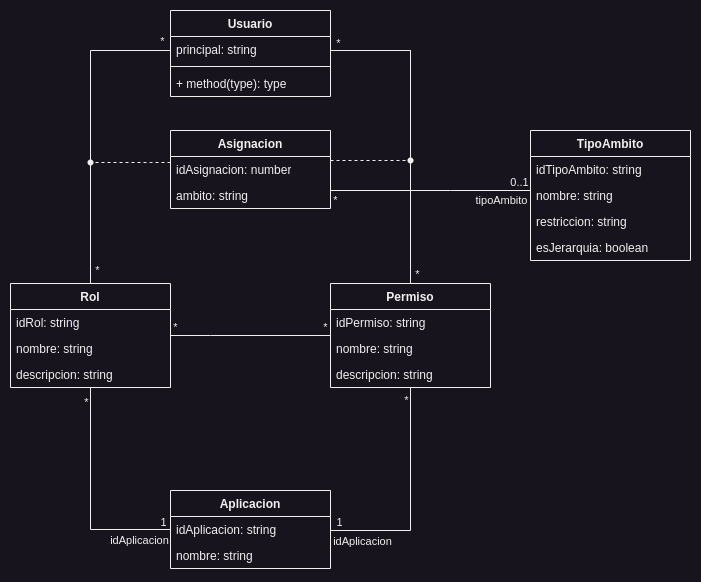 Usuario
*
principal: string
*
+ method(type): type
Asignacion
idAsignacion: number
ambito: string
*
0..1
tipoAmbito
TipoAmbito
idTipoAmbito: string
nombre: string
restriccion: string
esJerarquia: boolean
*
*
Rol
idRol: string
nombre: string
descripcion: string
*
*
Permiso
idPermiso: string
nombre: string
descripcion: string
*
*
Aplicacion
idAplicacion: string
nombre: string
1
idAplicacion
1
idAplicacion